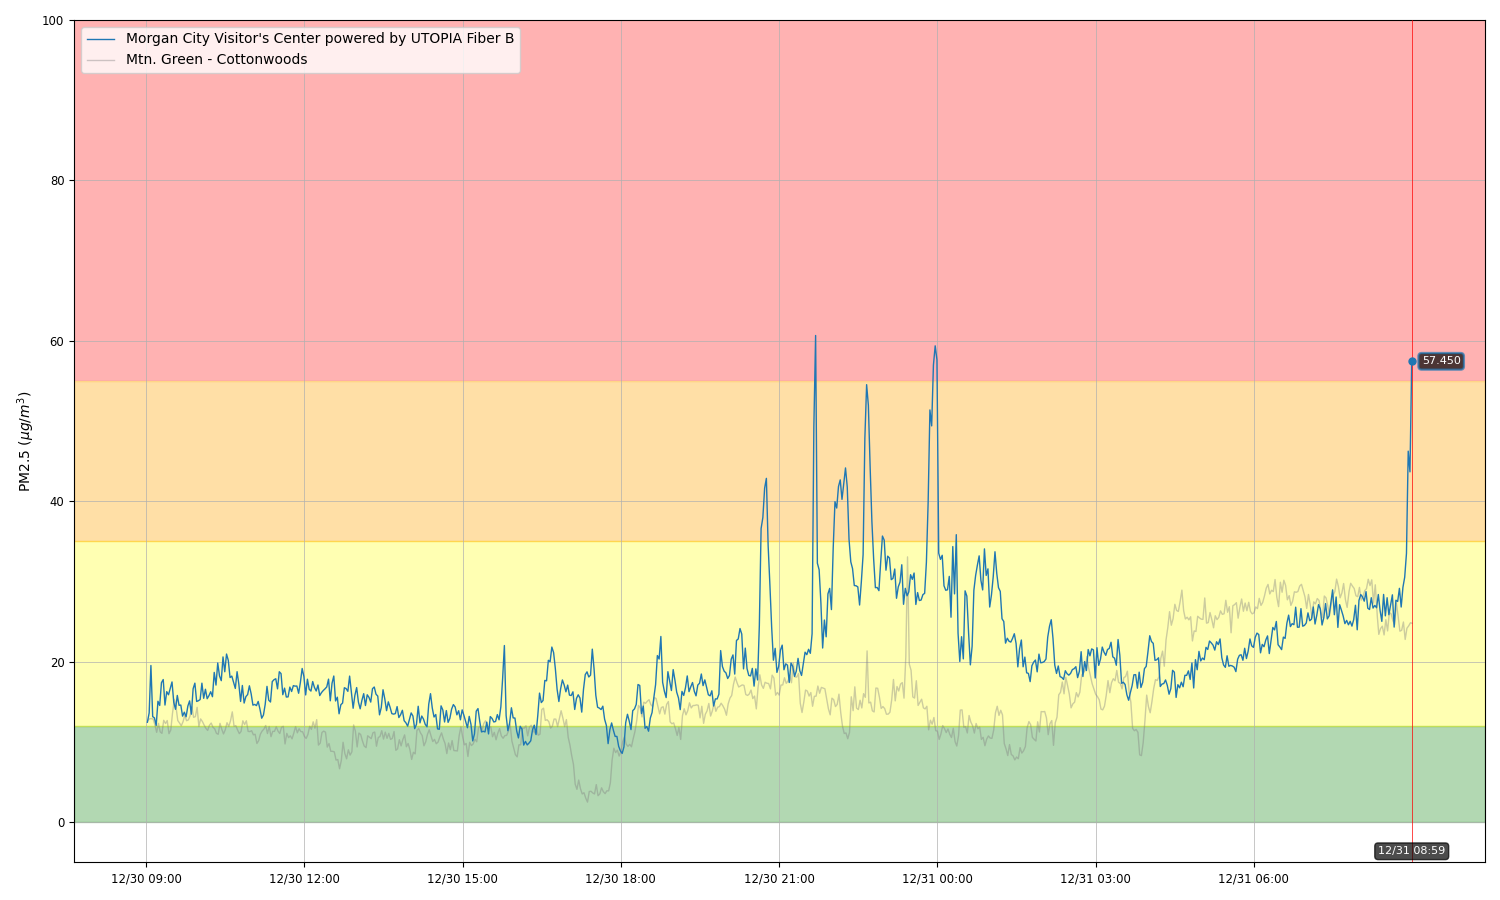 100
Morgan City Visitor's Center powered by UTOPIA Fiber B
Mtn. Green - Cottonwoods
80
60
57.450
40
20
0
PM2.5 (μg/m³)
12/31 08:59
12/30 09:00 12/30 12:00 12/30 15:00 12/30 18:00 12/30 21:00 12/31 00:00 12/31 03:00 12/31 06:00